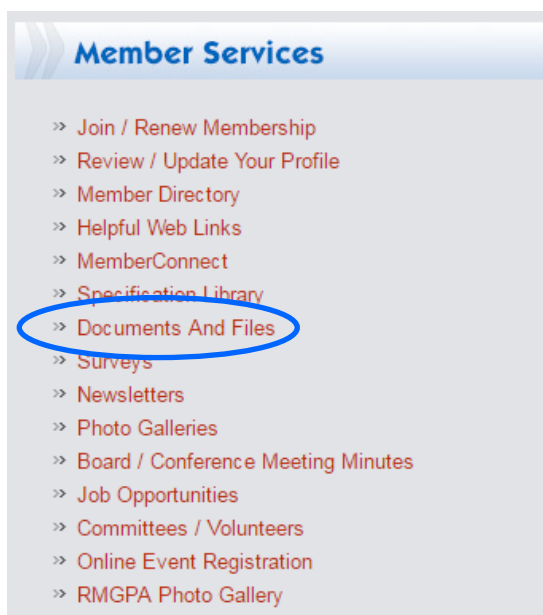 Member Services
» Join / Renew Membership
» Review / Update Your Profile
» Member Directory
» Helpful Web Links
» MemberConnect
» Specification Library
» Documents And Files
» Surveys
» Newsletters
» Photo Galleries
» Board / Conference Meeting Minutes
» Job Opportunities
» Committees / Volunteers
» Online Event Registration
» RMGPA Photo Gallery